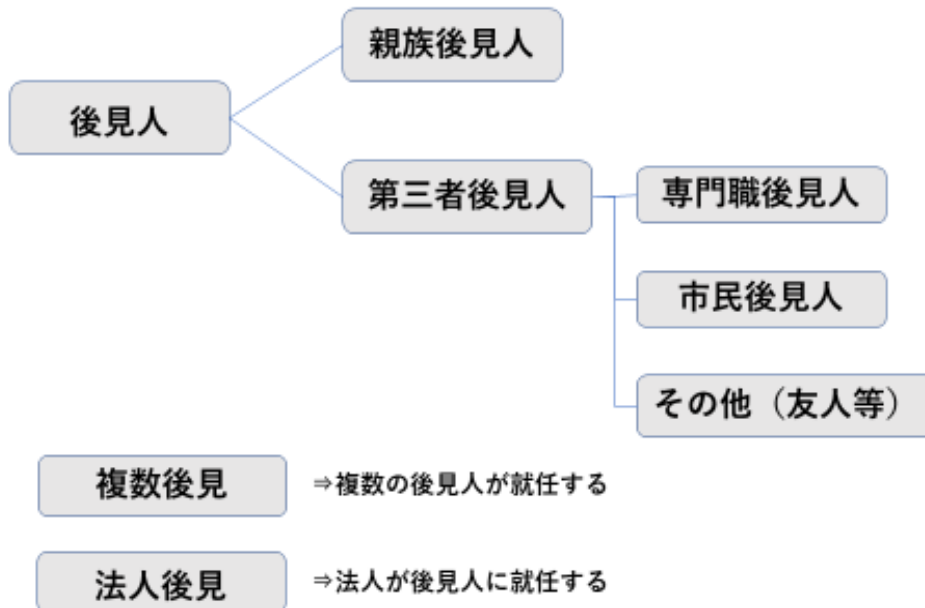 親族後見人
後見人
第三者後見人
専門職後見人
市民後見人
その他（友人等）
複数後見
⇒複数の後見人が就任する
法人後見
⇒法人が後見人に就任する